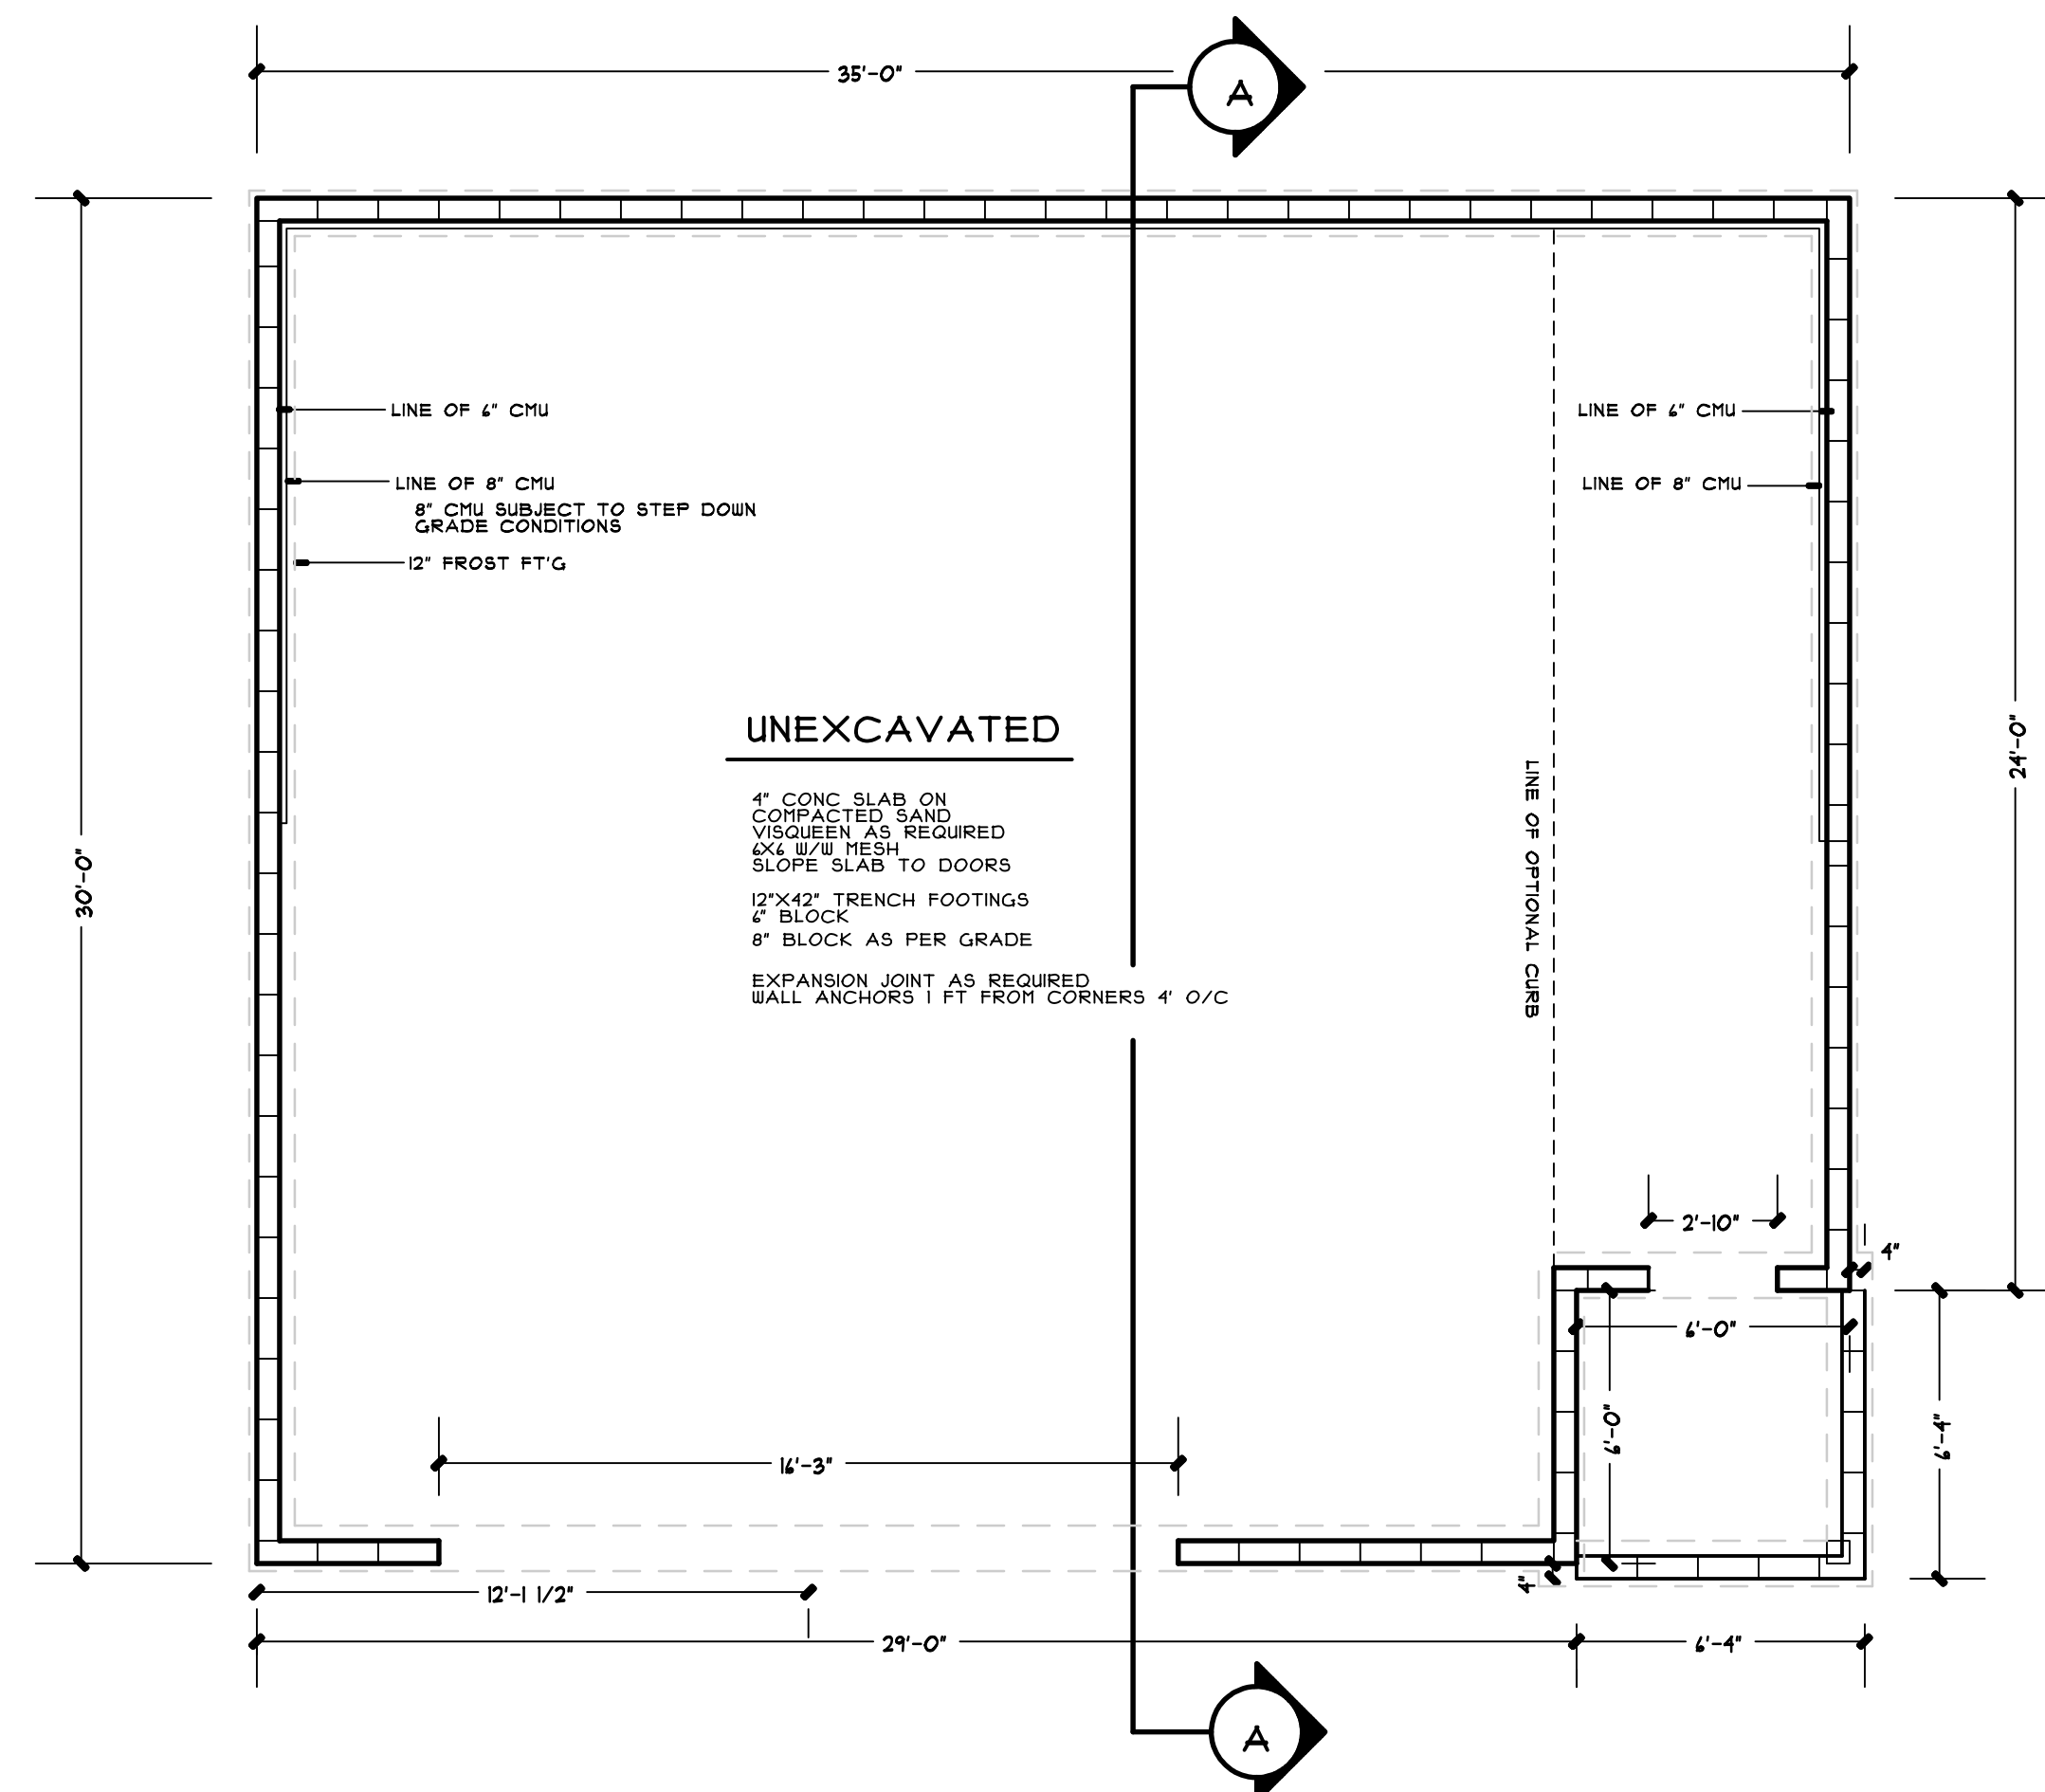 35'-0"
A
LINE OF 6" CMU
LINE OF 6" CMU
LINE OF 8" CMU
LINE OF 8" CMU
8" CMU SUBJECT TO STEP DOWN
GRADE CONDITIONS
12" FROST FT'G
UNEXCAVATED
24'-0"
4" CONC SLAB ON
COMPACTED SAND
VISQUEEN AS REQUIRED
6X6 W/W MESH
SLOPE SLAB TO DOORS
30'-0"
LINE OF OPTIONAL CURB
12"X42" TRENCH FOOTINGS
6" BLOCK
8" BLOCK AS PER GRADE
EXPANSION JOINT AS REQUIRED
WALL ANCHORS 1 FT FROM CORNERS 4' O/C
2'-10"
4"
6'-0"
6'-0"
6'-4"
16'-3"
4"
12'-1 1/2"
29'-0"
6'-4"
A